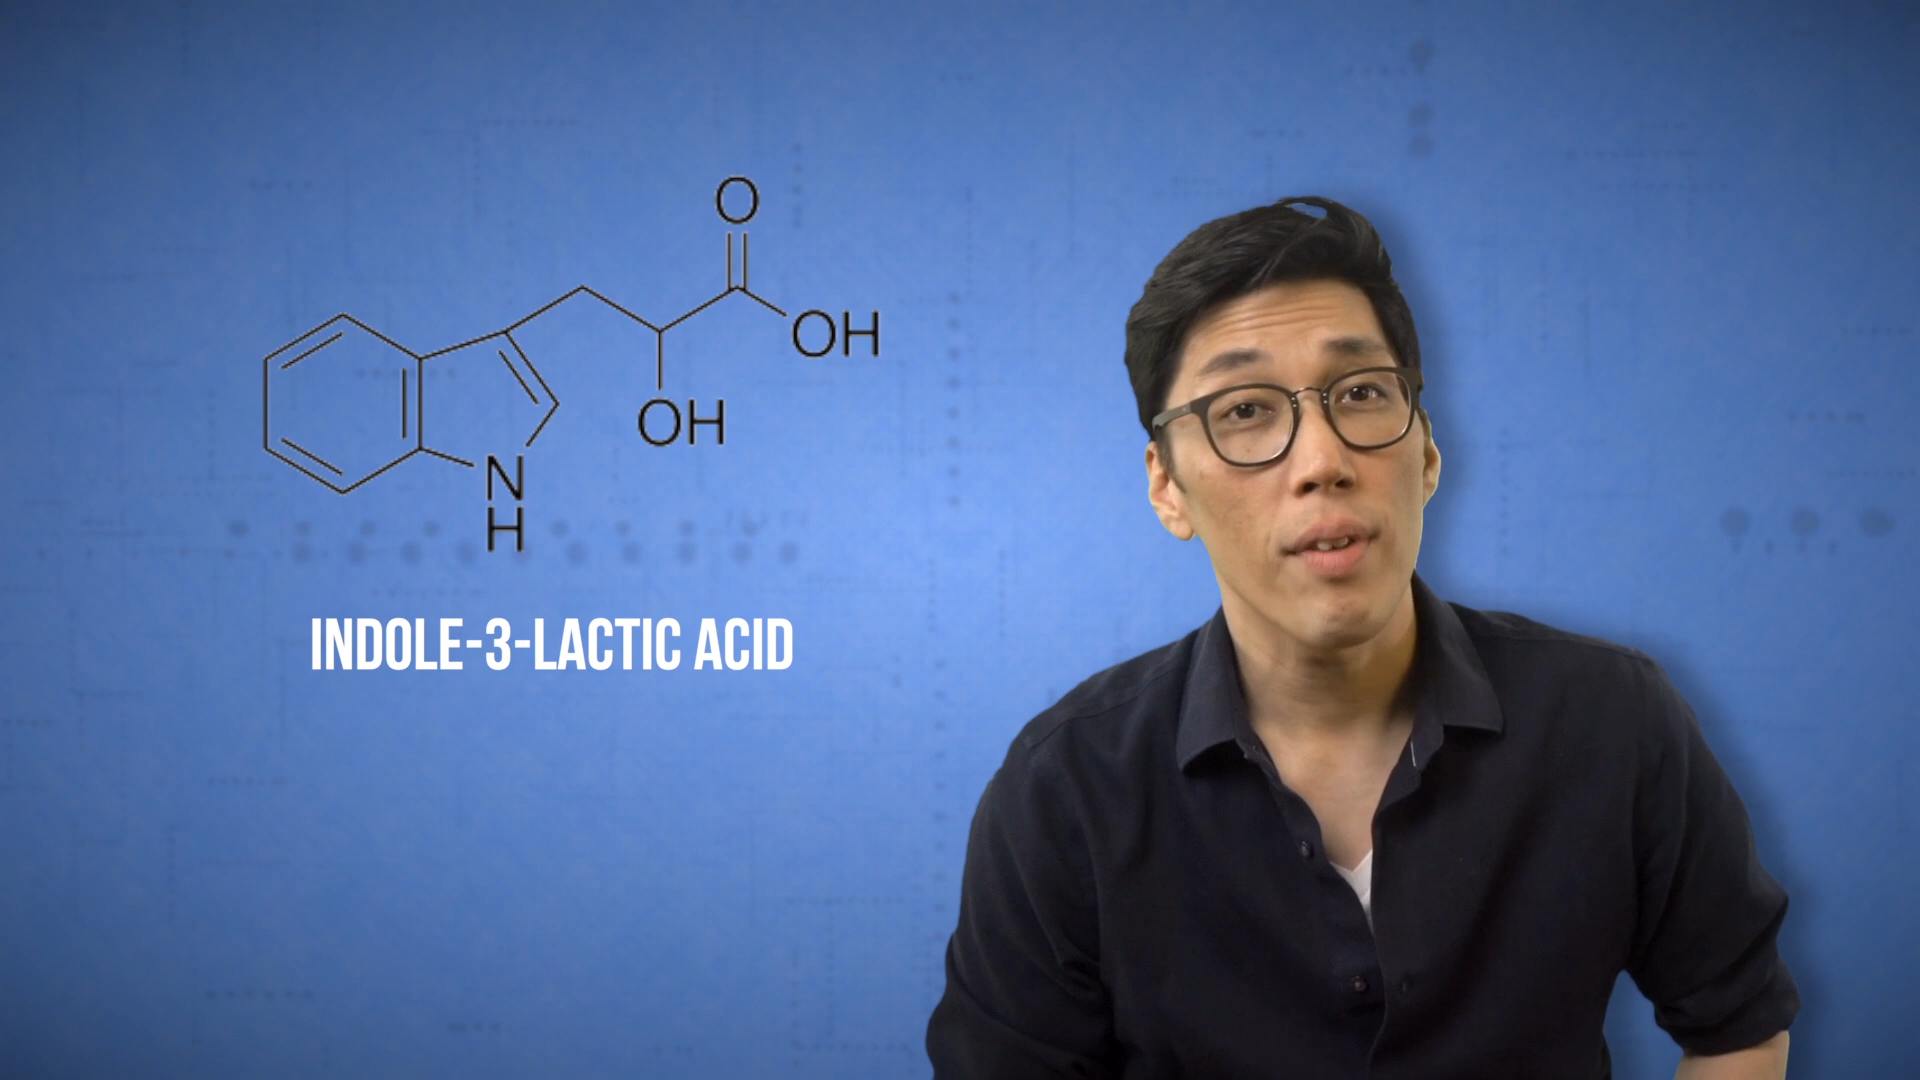 O
OH
OH
N
H
INDOLE-3-LACTIC ACID